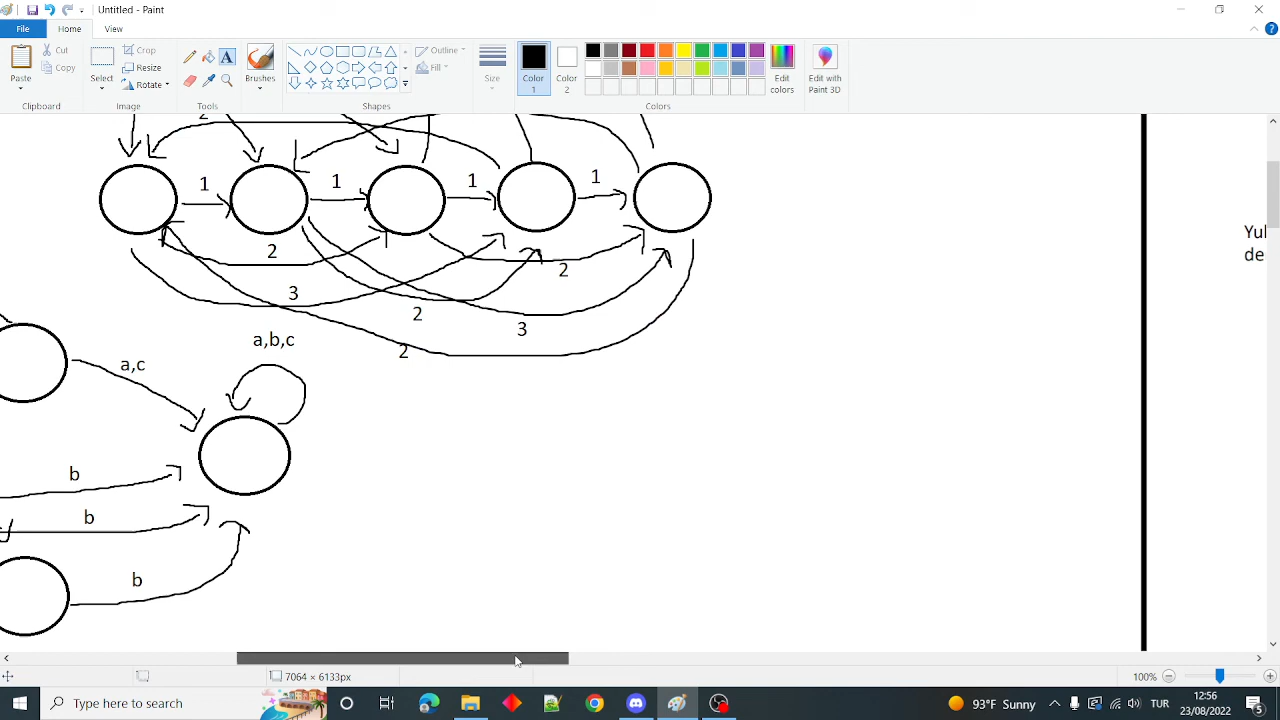 Untitled - Paint
File
Home
View
Paste
Cut
Copy
Clipboard
Select
Crop
Resize
Rotate
Image
Tools
Brushes
Shapes
Outline
Fill
Size
Color
1
Color
2
Edit
colors
Colors
Edit with
Paint 3D
2
1
1
1
1
2
2
3
2
3
2
a,b,c
a,c
b
b
b
Yul
de
7064 × 6133px
100%
Type here to search
93°F Sunny
TUR
12:56
23/08/2022
5